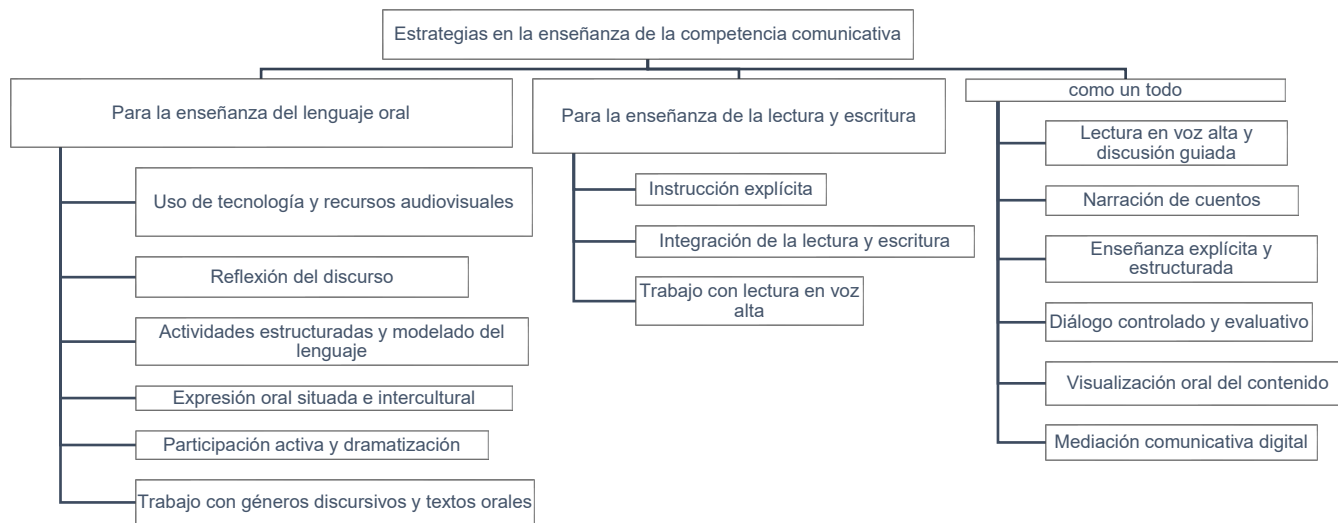 Estrategias en la enseñanza de la competencia comunicativa
Para la enseñanza del lenguaje oral
Uso de tecnología y recursos audiovisuales
Reflexión del discurso
Actividades estructuradas y modelado del
lenguaje
Expresión oral situada e intercultural
Participación activa y dramatización
Trabajo con géneros discursivos y textos orales
Para la enseñanza de la lectura y escritura
Instrucción explícita
Integración de la lectura y escritura
Trabajo con lectura en voz
alta
como un todo
Lectura en voz alta y
discusión guiada
Narración de cuentos
Enseñanza explícita y
estructurada
Diálogo controlado y evaluativo
Visualización oral del contenido
Mediación comunicativa digital